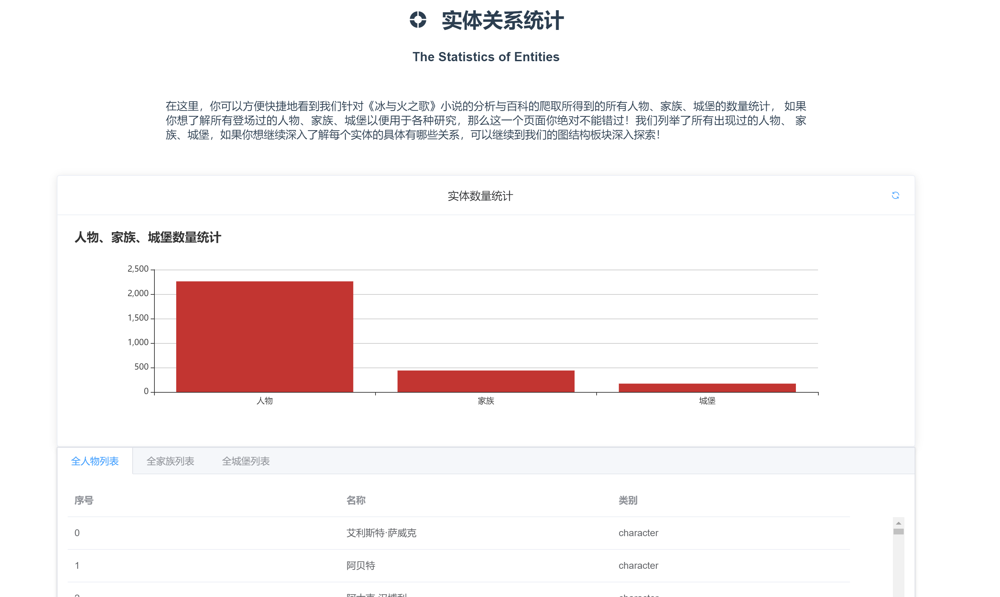 实体关系统计
The Statistics of Entities
在这里，你可以方便快捷地看到我们针对《冰与火之歌》小说的分析与百科的爬取所得到的所有人物、家族、城堡的数量统计， 如果
你想了解所有登场过的人物、家族、城堡以便用于各种研究，那么这一个页面你绝对不能错过！我们列举了所有出现过的人物、 家
族、城堡，如果你想继续深入了解每个实体的具体有哪些关系，可以继续到我们的图结构板块深入探索！
实体数量统计
人物、家族、城堡数量统计
2,500
2,000
1,500
1,000
500
0
人物 家族 城堡
全人物列表 全家族列表 全城堡列表
序号 名称 类别
0 艾利斯特·萨威克 character
1 阿贝特 character